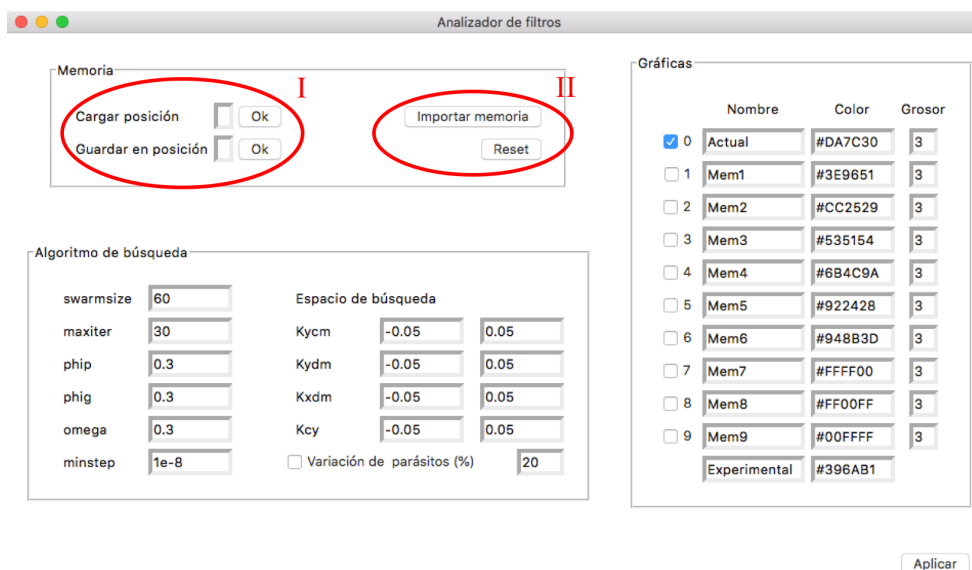 Analizador de filtros
Memoria
I
II
Cargar posición Ok Importar memoria
Guardar en posición Ok Reset
Algoritmo de búsqueda
swarmsize 60 Espacio de búsqueda
maxiter 30 Kycm -0.05 0.05
phip 0.3 Kydm -0.05 0.05
phig 0.3 Kxdm -0.05 0.05
omega 0.3 Kcy -0.05 0.05
minstep 1e-8 Variación de parásitos (%) 20
Gráficas
Nombre Color Grosor
0 Actual #DA7C30 3
1 Mem1 #3E9651 3
2 Mem2 #CC2529 3
3 Mem3 #535154 3
4 Mem4 #6B4C9A 3
5 Mem5 #922428 3
6 Mem6 #948B3D 3
7 Mem7 #FFFF00 3
8 Mem8 #FF00FF 3
9 Mem9 #00FFFF 3
Experimental #396AB1
Aplicar